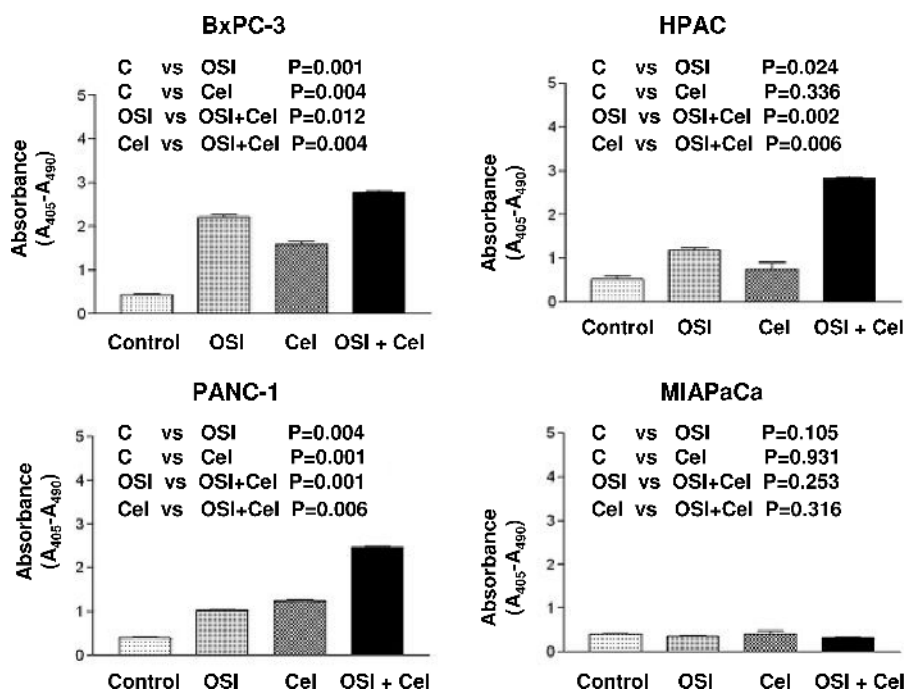 BxPC-3
C vs OSI P=0.001
C vs Cel P=0.004
OSI vs OSI+Cel P=0.012
Cel vs OSI+Cel P=0.004
Absorbance
(A405-A490)
5
4
3
2
1
0
Control OSI Cel OSI + Cel
HPAC
C vs OSI P=0.024
C vs Cel P=0.336
OSI vs OSI+Cel P=0.002
Cel vs OSI+Cel P=0.006
Absorbance
(A405-A490)
5
4
3
2
1
0
Control OSI Cel OSI + Cel
PANC-1
C vs OSI P=0.004
C vs Cel P=0.001
OSI vs OSI+Cel P=0.001
Cel vs OSI+Cel P=0.006
Absorbance
(A405-A490)
5
4
3
2
1
0
Control OSI Cel OSI + Cel
MIAPaCa
C vs OSI P=0.105
C vs Cel P=0.931
OSI vs OSI+Cel P=0.253
Cel vs OSI+Cel P=0.316
Absorbance
(A405-A490)
5
4
3
2
1
0
Control OSI Cel OSI + Cel